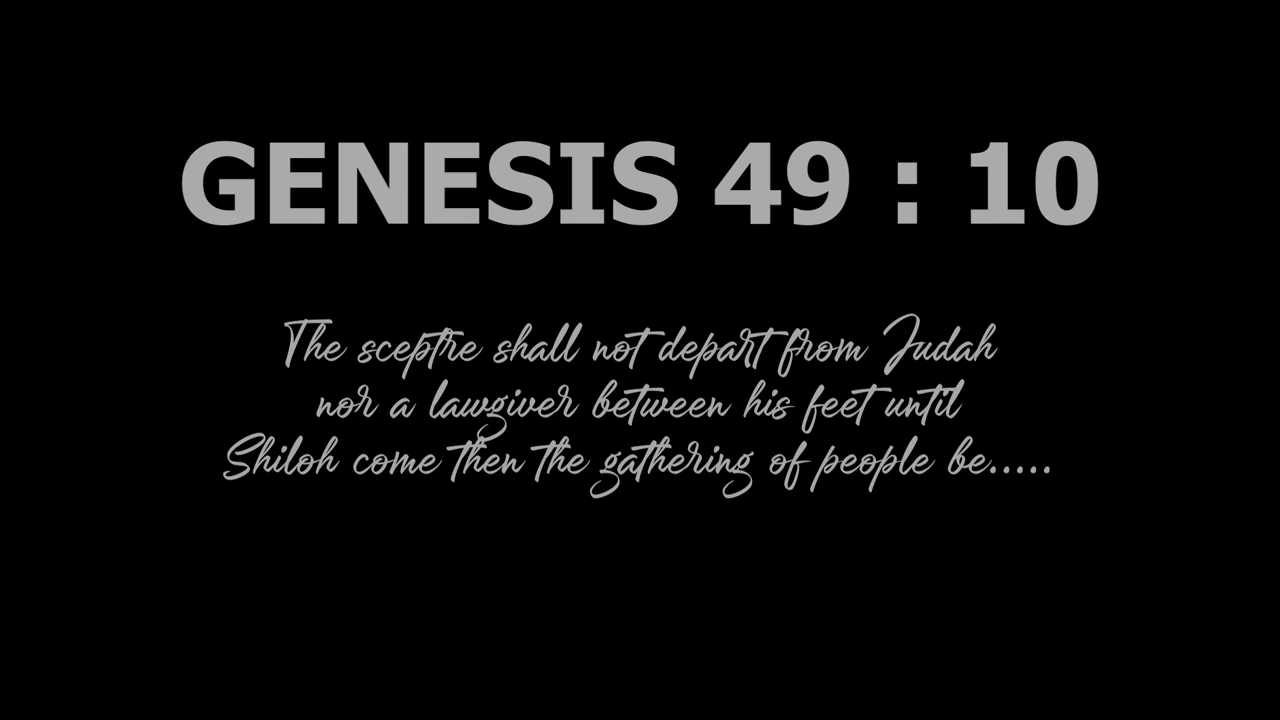 GENESIS 49 : 10
The sceptre shall not depart from Judah
nor a lawgiver between his feet until
Shiloh come then the gathering of people be.....